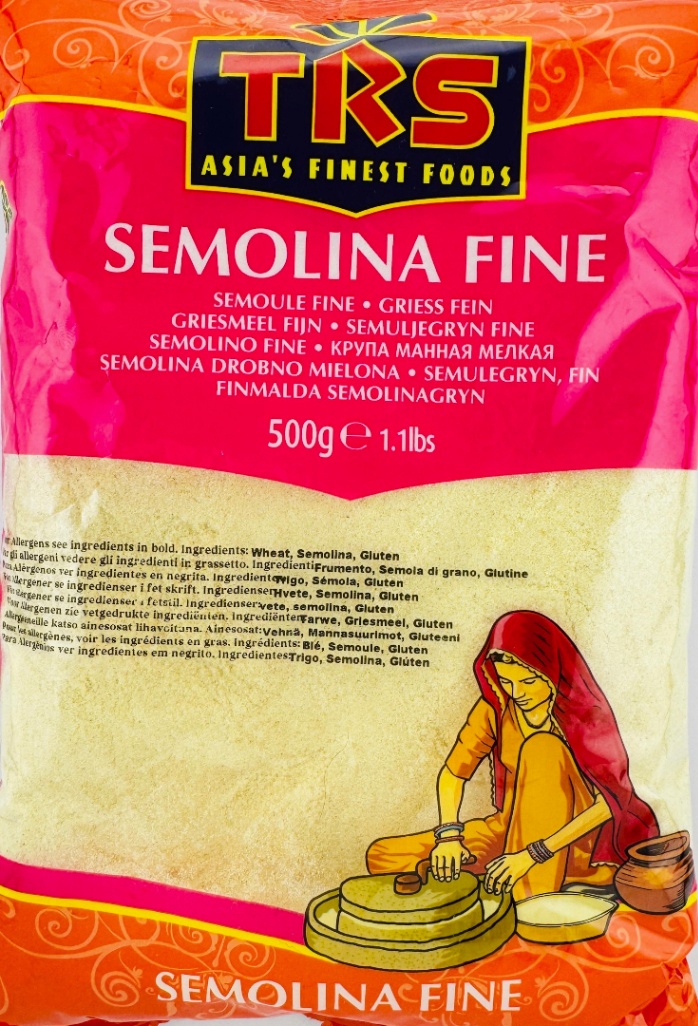 TRS
ASIA'S FINEST FOODS
SEMOLINA FINE
SEMOULE FINE • GRIESS FEIN
GRIESMEEL FIJN • SEMULJEGRYN FINE
SEMOLINO FINE • КРУПА МАННАЯ МЕЛКАЯ
SEMOLINA DROBNO MIELONA • SEMULEGRYN, FIN
FINMALDA SEMOLINAGRYN
500g e 1.1lbs
Allergens see ingredients in bold. Ingredients: Wheat, Semolina, Gluten
gli allergeni vedere gli ingredienti in grassetto. Ingredienti: Frumento, Semola di grano, Glutine
Alérgenos ver ingredientes en negrita. Ingredientes: Trigo, Sémola, Gluten
Allergener se ingredienser i fet skrift. Ingredienser: Hvete, Semolina, Gluten
allergener se ingredienser i fetstil. Ingredienser: vete, semolina, Gluten
Allergenen zie vetgedrukte ingrediënten, Ingrediënten: Tarwe, Griesmeel, Gluten
Allergeeneille katso ainesosat lihavoituna. Ainesosat: Vehnä, Mannasuurimot, Gluteeni
Pour les allergènes, voir les ingrédients en gras. Ingrédients: Blé, Semoule, Gluten
Para Alergênios ver ingredientes em negrito. Ingredientes: Trigo, Semolina, Glúten
SEMOLINA FINE